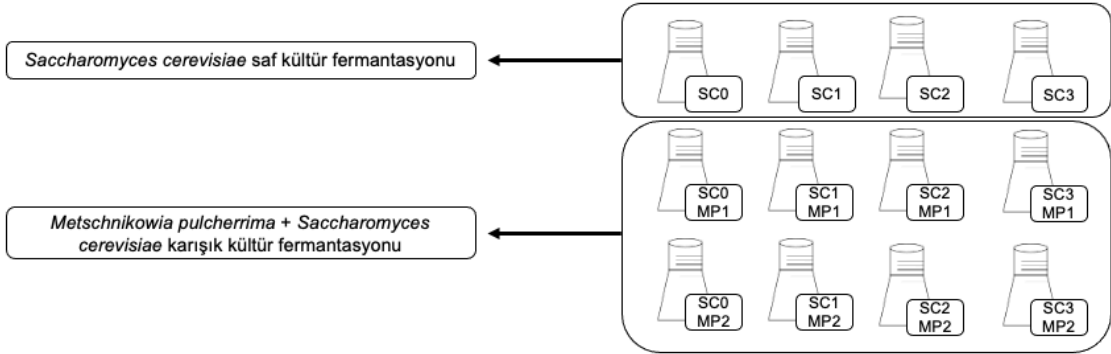 Saccharomyces cerevisiae saf kültür fermantasyonu
SC0
SC1
SC2
SC3
Metschnikowia pulcherrima + Saccharomyces
cerevisiae karışık kültür fermantasyonu
SC0
MP1
SC1
MP1
SC2
MP1
SC3
MP1
SC0
MP2
SC1
MP2
SC2
MP2
SC3
MP2